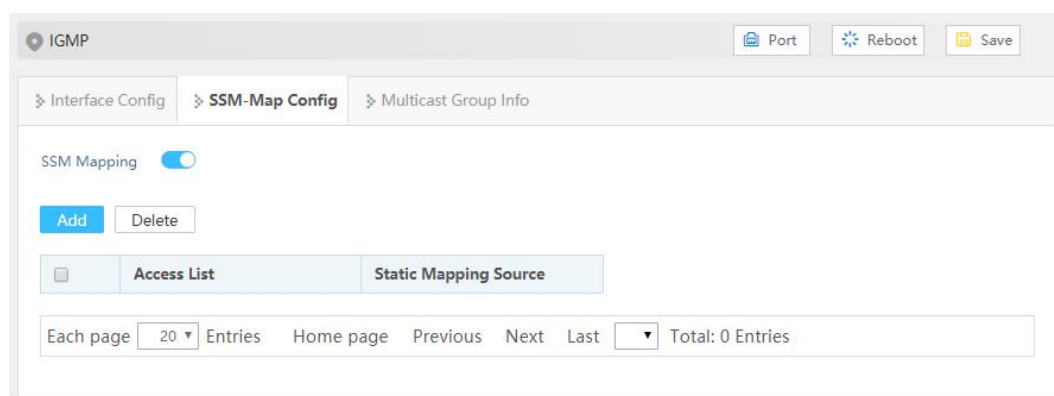 IGMP Port Reboot Save
Interface Config SSM-Map Config Multicast Group Info
SSM Mapping
Add Delete
Access List Static Mapping Source
Each page 20 Entries Home page Previous Next Last Total: 0 Entries